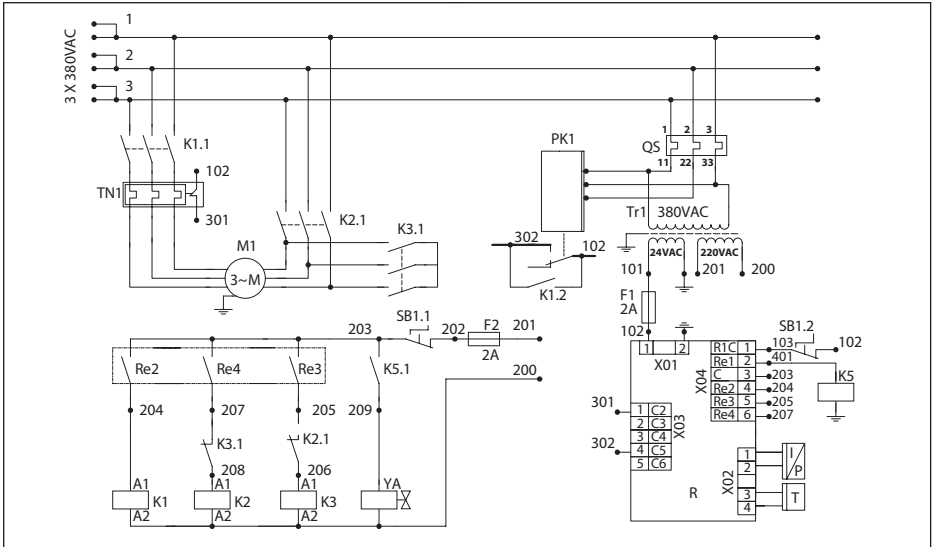 1
2
3
3 X 380VAC
K1.1
102
TN1
301
M1
3~M
K2.1
K3.1
PK1
302
102
K1.2
1 2 3
QS
11 22 33
Tr1 380VAC
24VAC 220VAC
101
201 200
F1
2A
102
SB1.1
203
202
F2
2A
201
200
Re2
Re4
Re3
K5.1
204
207
205
209
K3.1
K2.1
208
206
A1
K1
A2
A1
K2
A2
A1
K3
A2
YA
1 2
X01
R1C 1
Re1 2
C 3
Re2 4
Re3 5
Re4 6
X04
103
SB1.2
102
401
203
204
205
207
K5
301
302
1 C2
2 C3
3 C4
4 C5
5 C6
X03
R
X02
1
2
3
4
I
P
T